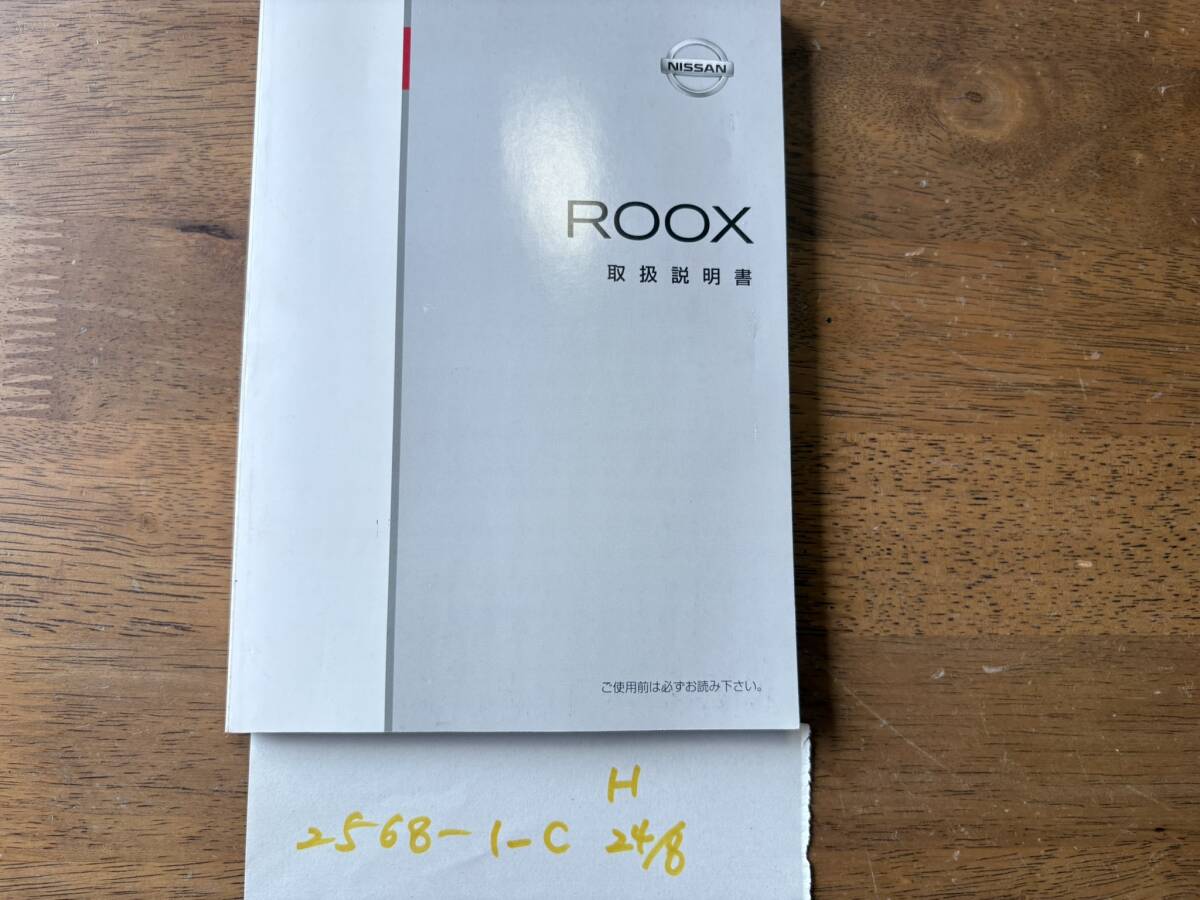 NISSAN
ROOX
取扱説明書
ご使用前は必ずお読み下さい。
H
2568-1-C 24/8